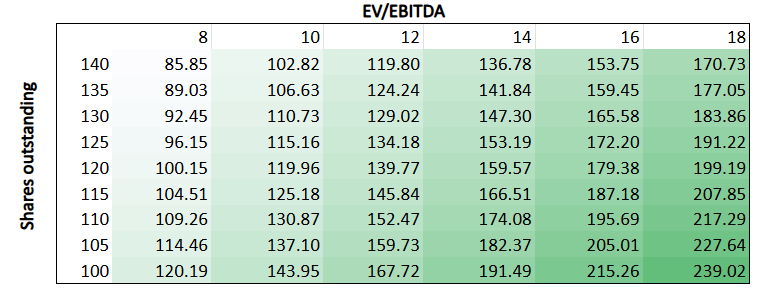 EV/EBITDA
8 10 12 14 16 18
Shares outstanding
140 85.85 102.82 119.80 136.78 153.75 170.73
135 89.03 106.63 124.24 141.84 159.45 177.05
130 92.45 110.73 129.02 147.30 165.58 183.86
125 96.15 115.16 134.18 153.19 172.20 191.22
120 100.15 119.96 139.77 159.57 179.38 199.19
115 104.51 125.18 145.84 166.51 187.18 207.85
110 109.26 130.87 152.47 174.08 195.69 217.29
105 114.46 137.10 159.73 182.37 205.01 227.64
100 120.19 143.95 167.72 191.49 215.26 239.02